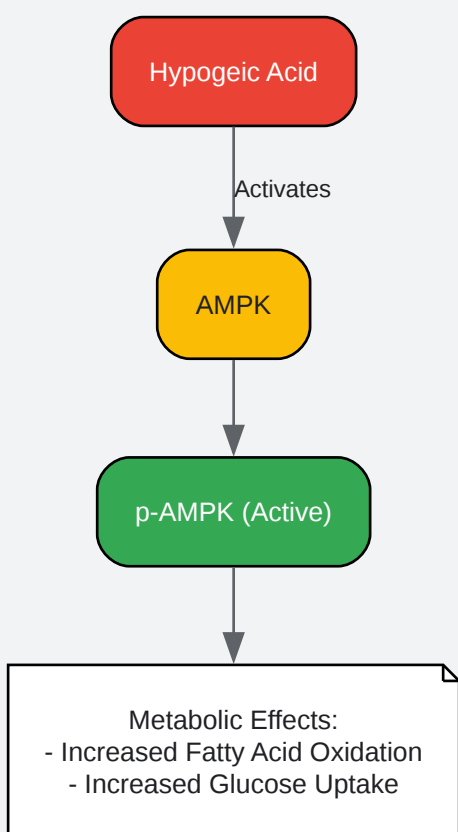 Hypogeic Acid
Activates
AMPK
p-AMPK (Active)
Metabolic Effects:
- Increased Fatty Acid Oxidation
- Increased Glucose Uptake